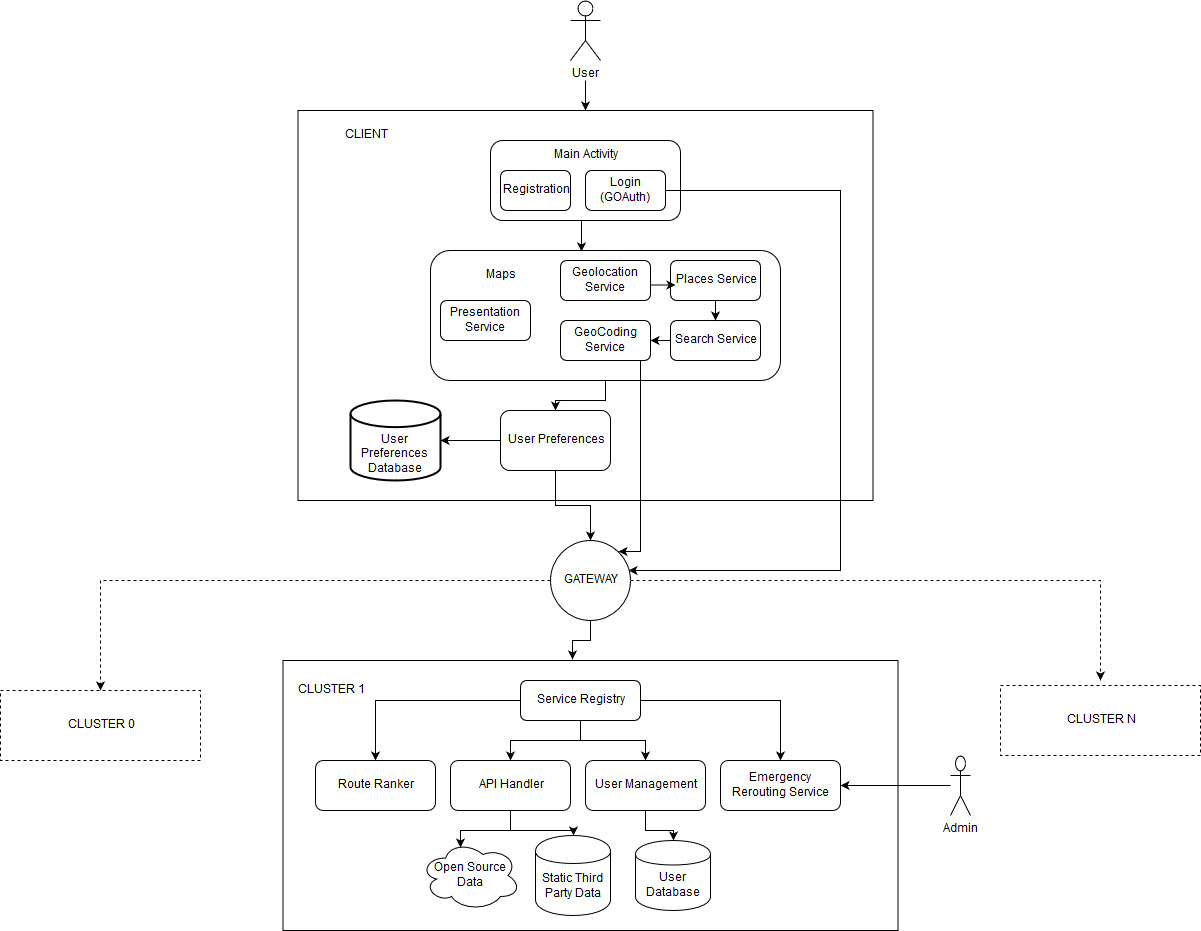 User
CLIENT
Main Activity
Registration
Login
(GOAuth)
Maps
Geolocation
Service
Places Service
Presentation
Service
GeoCoding
Service
Search Service
User
Preferences
Database
User Preferences
GATEWAY
CLUSTER 0
CLUSTER N
CLUSTER 1
Service Registry
Route Ranker
API Handler
User Management
Emergency
Rerouting Service
Admin
Open Source
Data
Static Third
Party Data
User
Database